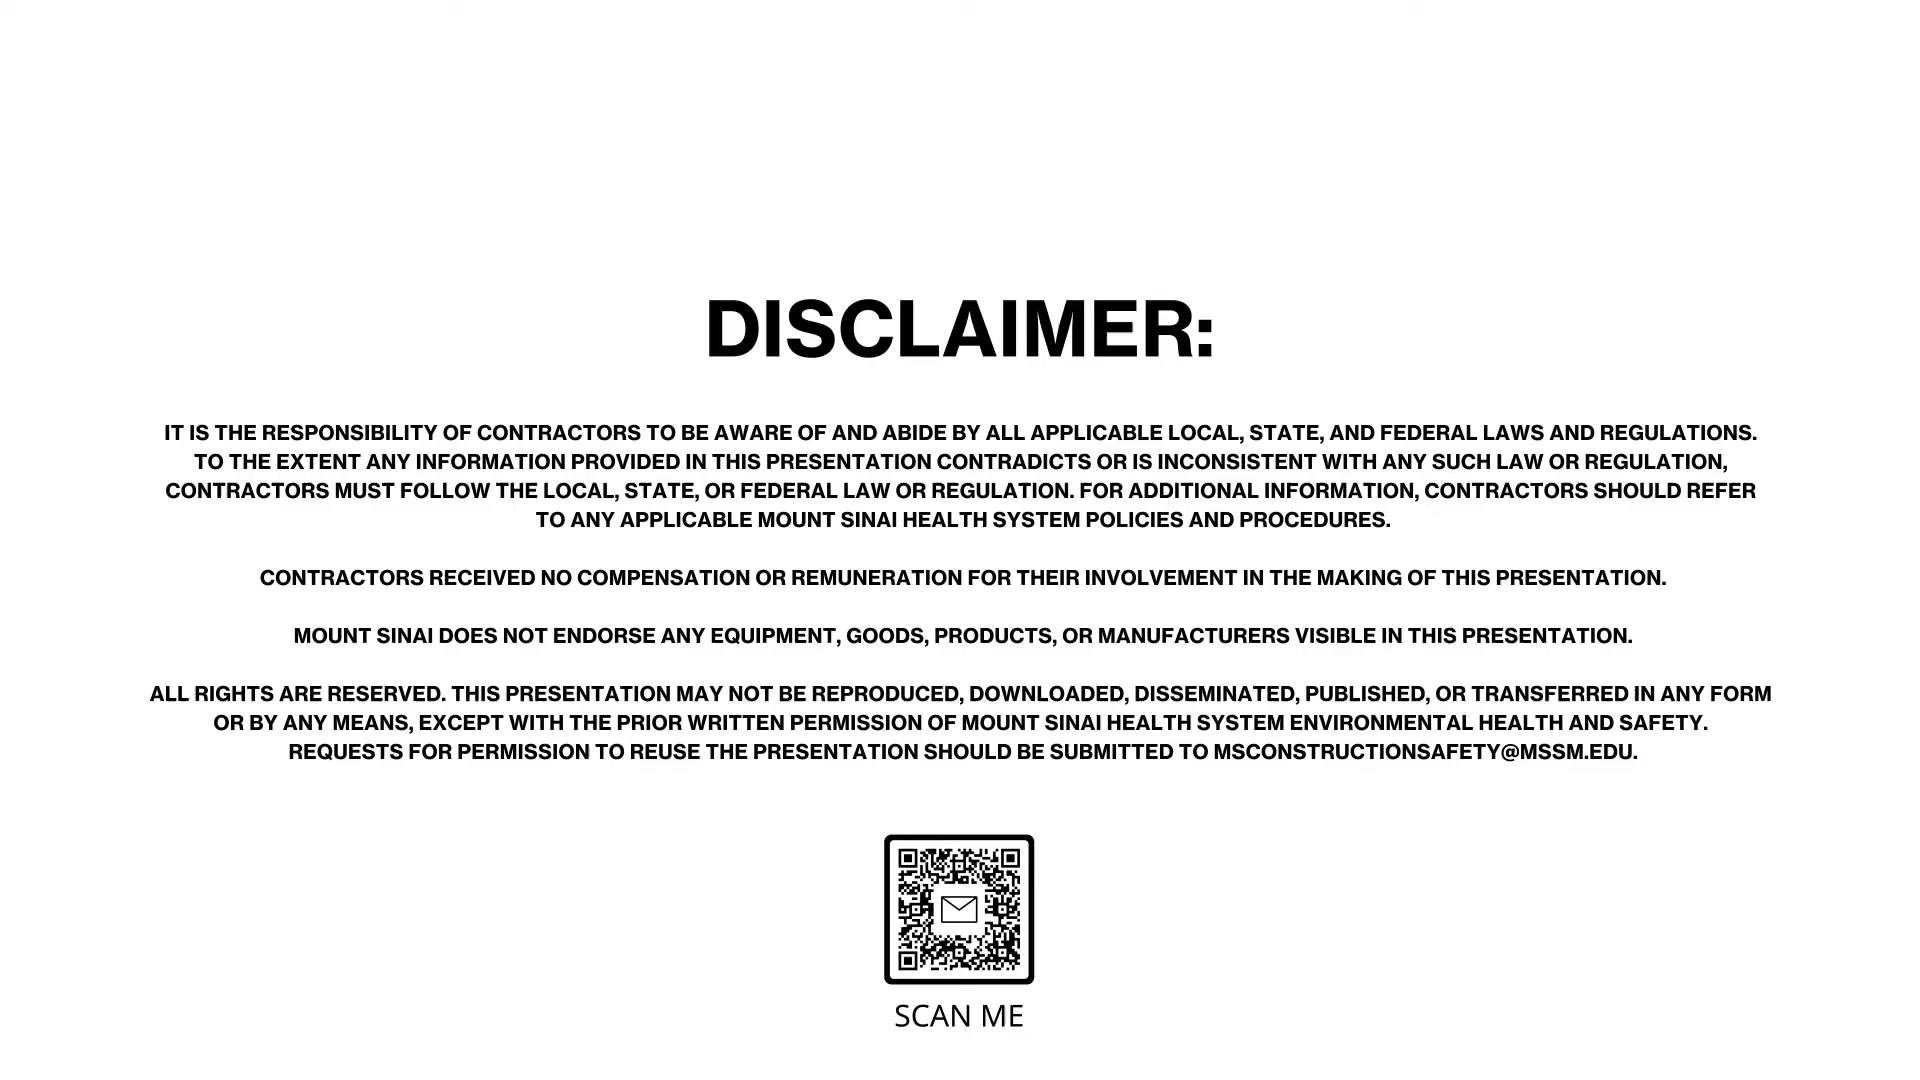 DISCLAIMER:
IT IS THE RESPONSIBILITY OF CONTRACTORS TO BE AWARE OF AND ABIDE BY ALL APPLICABLE LOCAL, STATE, AND FEDERAL LAWS AND REGULATIONS.
TO THE EXTENT ANY INFORMATION PROVIDED IN THIS PRESENTATION CONTRADICTS OR IS INCONSISTENT WITH ANY SUCH LAW OR REGULATION,
CONTRACTORS MUST FOLLOW THE LOCAL, STATE, OR FEDERAL LAW OR REGULATION. FOR ADDITIONAL INFORMATION, CONTRACTORS SHOULD REFER
TO ANY APPLICABLE MOUNT SINAI HEALTH SYSTEM POLICIES AND PROCEDURES.
CONTRACTORS RECEIVED NO COMPENSATION OR REMUNERATION FOR THEIR INVOLVEMENT IN THE MAKING OF THIS PRESENTATION.
MOUNT SINAI DOES NOT ENDORSE ANY EQUIPMENT, GOODS, PRODUCTS, OR MANUFACTURERS VISIBLE IN THIS PRESENTATION.
ALL RIGHTS ARE RESERVED. THIS PRESENTATION MAY NOT BE REPRODUCED, DOWNLOADED, DISSEMINATED, PUBLISHED, OR TRANSFERRED IN ANY FORM
OR BY ANY MEANS, EXCEPT WITH THE PRIOR WRITTEN PERMISSION OF MOUNT SINAI HEALTH SYSTEM ENVIRONMENTAL HEALTH AND SAFETY.
REQUESTS FOR PERMISSION TO REUSE THE PRESENTATION SHOULD BE SUBMITTED TO MSCONSTRUCTIONSAFETY@MSSM.EDU.
SCAN ME